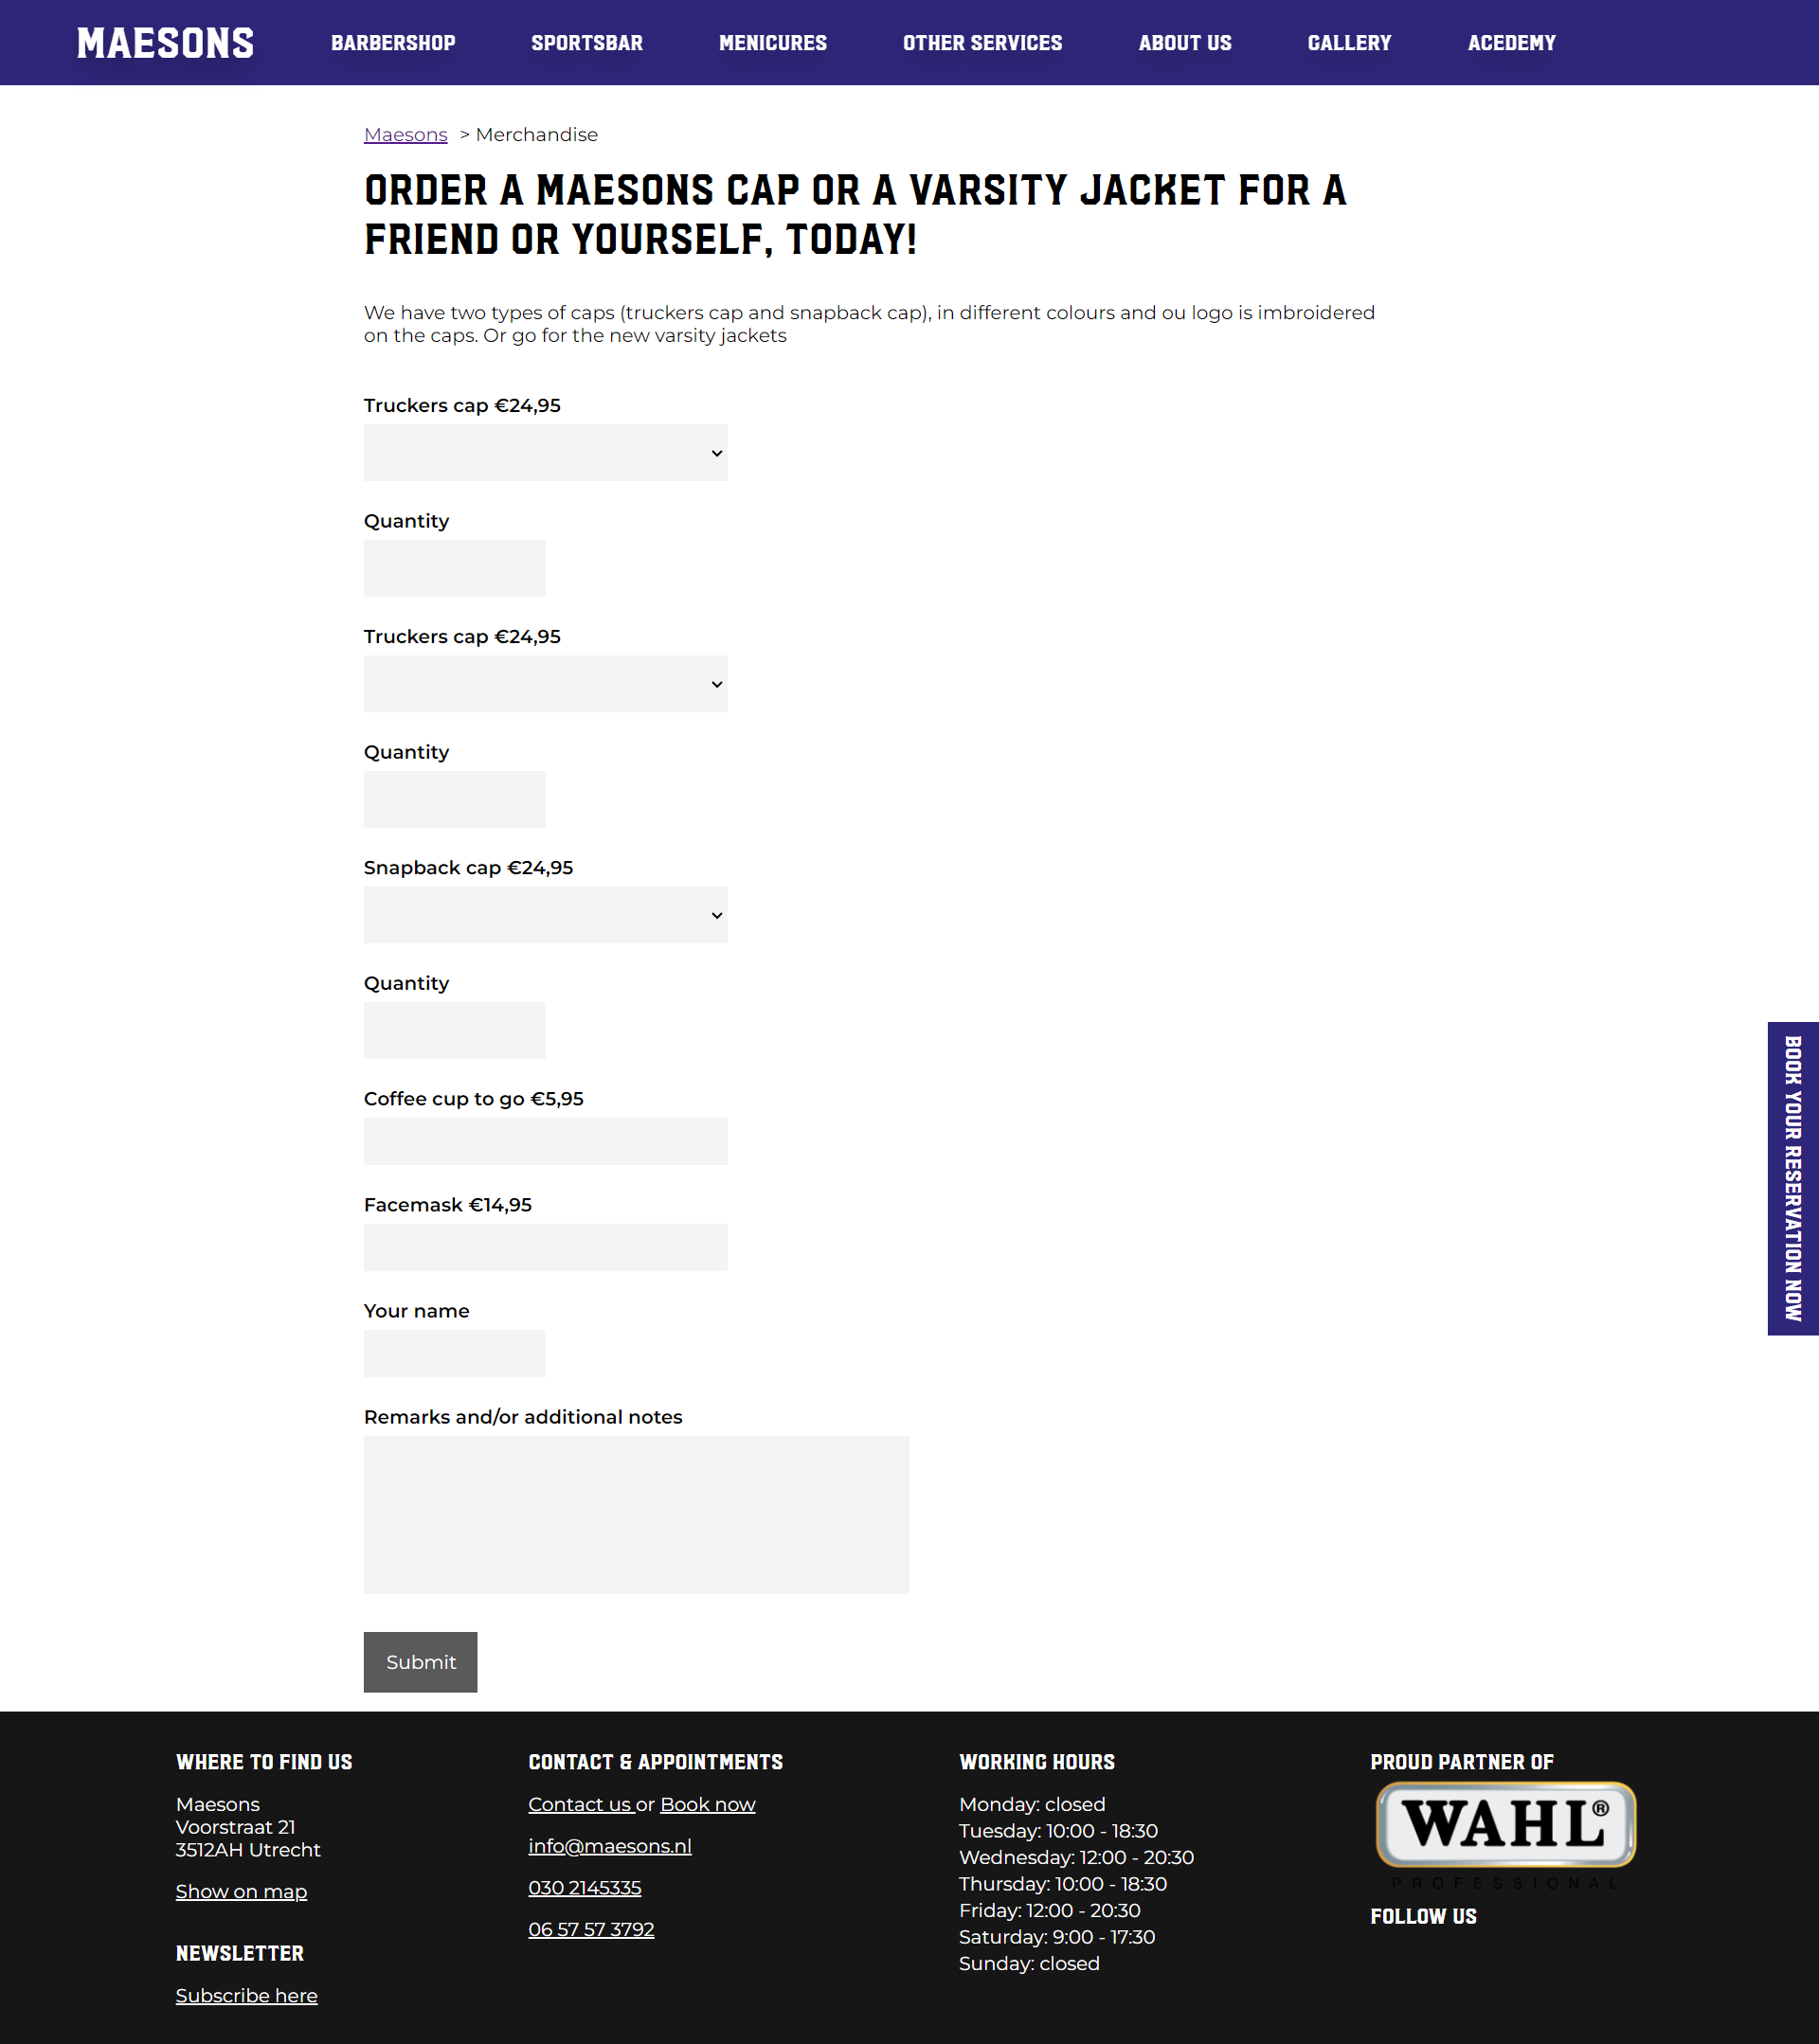 MAESONS
BARBERSHOP
SPORTSBAR
MENICURES
OTHER SERVICES
ABOUT US
GALLERY
ACEDEMY
Maesons > Merchandise
ORDER A MAESONS CAP OR A VARSITY JACKET FOR A
FRIEND OR YOURSELF, TODAY!
We have two types of caps (truckers cap and snapback cap), in different colours and ou logo is imbroidered
on the caps. Or go for the new varsity jackets
Truckers cap €24,95
Quantity
Truckers cap €24,95
Quantity
Snapback cap €24,95
Quantity
Coffee cup to go €5,95
Facemask €14,95
Your name
Remarks and/or additional notes
Submit
BOOK YOUR RESERVATION NOW
WHERE TO FIND US
Maesons
Voorstraat 21
3512AH Utrecht
Show on map
NEWSLETTER
Subscribe here
CONTACT & APPOINTMENTS
Contact us or Book now
info@maesons.nl
030 2145335
06 57 57 3792
WORKING HOURS
Monday: closed
Tuesday: 10:00 - 18:30
Wednesday: 12:00 - 20:30
Thursday: 10:00 - 18:30
Friday: 12:00 - 20:30
Saturday: 9:00 - 17:30
Sunday: closed
PROUD PARTNER OF
WAHL®
PROFESSIONAL
FOLLOW US